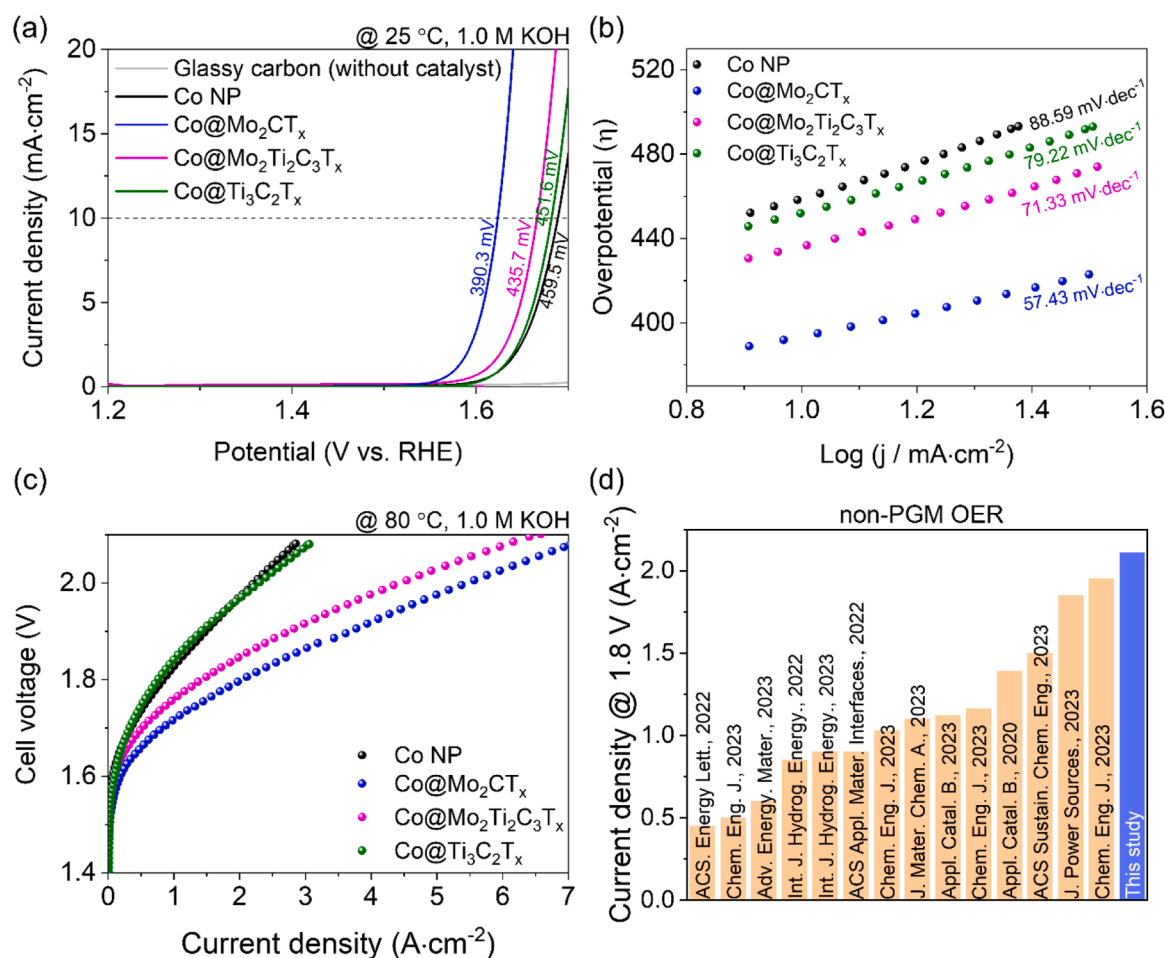 (a)
@ 25 °C, 1.0 M KOH
Current density (mA·cm⁻²)
20
15
10
5
0
Glassy carbon (without catalyst)
Co NP
Co@Mo₂CTₓ
Co@Mo₂Ti₂C₃Tₓ
Co@Ti₃C₂Tₓ
390.3 mV
435.7 mV
451.6 mV
459.5 mV
1.2
1.4
1.6
Potential (V vs. RHE)
(b)
Overpotential (η)
520
480
440
400
Co NP
Co@Mo₂CTₓ
Co@Mo₂Ti₂C₃Tₓ
Co@Ti₃C₂Tₓ
88.59 mV·dec⁻¹
79.22 mV·dec⁻¹
71.33 mV·dec⁻¹
57.43 mV·dec⁻¹
0.8
1.0
1.2
1.4
1.6
Log (j / mA·cm⁻²)
(c)
@ 80 °C, 1.0 M KOH
Cell voltage (V)
2.0
1.8
1.6
1.4
Co NP
Co@Mo₂CTₓ
Co@Mo₂Ti₂C₃Tₓ
Co@Ti₃C₂Tₓ
0
1
2
3
4
5
6
7
Current density (A·cm⁻²)
(d)
non-PGM OER
Current density @ 1.8 V (A·cm⁻²)
2.0
1.5
1.0
0.5
0.0
ACS. Energy Lett., 2022
Chem. Eng. J., 2023
Adv. Energy. Mater., 2023
Int. J. Hydrog. Energy., 2022
Int. J. Hydrog. Energy., 2023
ACS Appl. Mater. Interfaces., 2022
Chem. Eng. J., 2023
J. Mater. Chem. A., 2023
Appl. Catal. B., 2023
Chem. Eng. J., 2023
Appl. Catal. B., 2020
ACS Sustain. Chem. Eng., 2023
J. Power Sources., 2023
Chem. Eng. J., 2023
This study